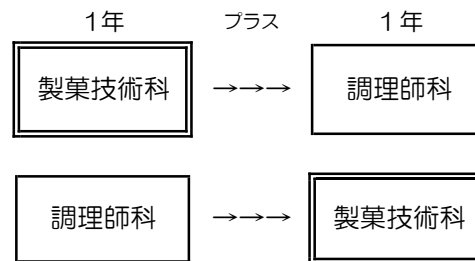 1年 プラス 1年
製菓技術科 →→→ 調理師科
調理師科 →→→ 製菓技術科